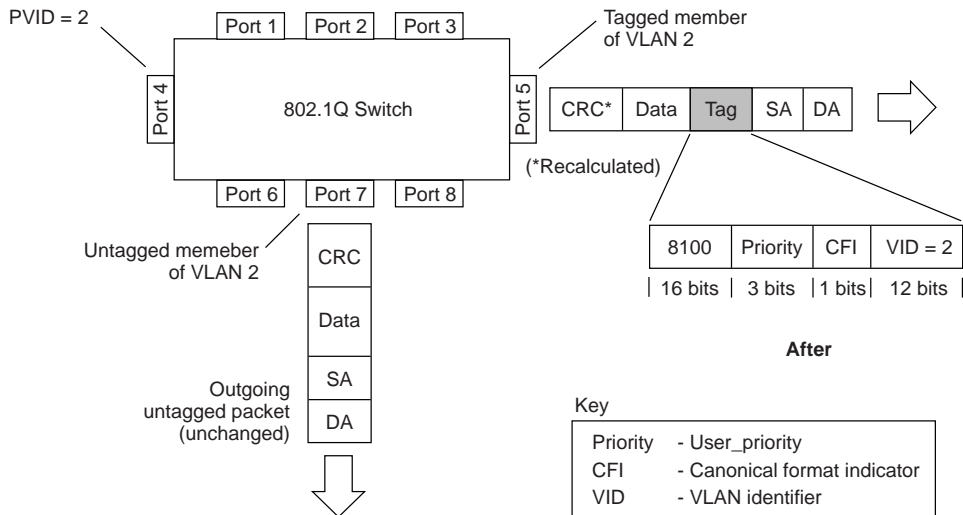 PVID = 2
Port 1
Port 2
Port 3
Tagged member
of VLAN 2
Port 4
802.1Q Switch
Port 5
CRC*
Data
Tag
SA
DA
(*Recalculated)
Port 6
Port 7
Port 8
Untagged memeber
of VLAN 2
CRC
Data
SA
DA
8100
Priority
CFI
VID = 2
16 bits
3 bits
1 bits
12 bits
After
Outgoing
untagged packet
(unchanged)
Key
Priority - User_priority
CFI - Canonical format indicator
VID - VLAN identifier